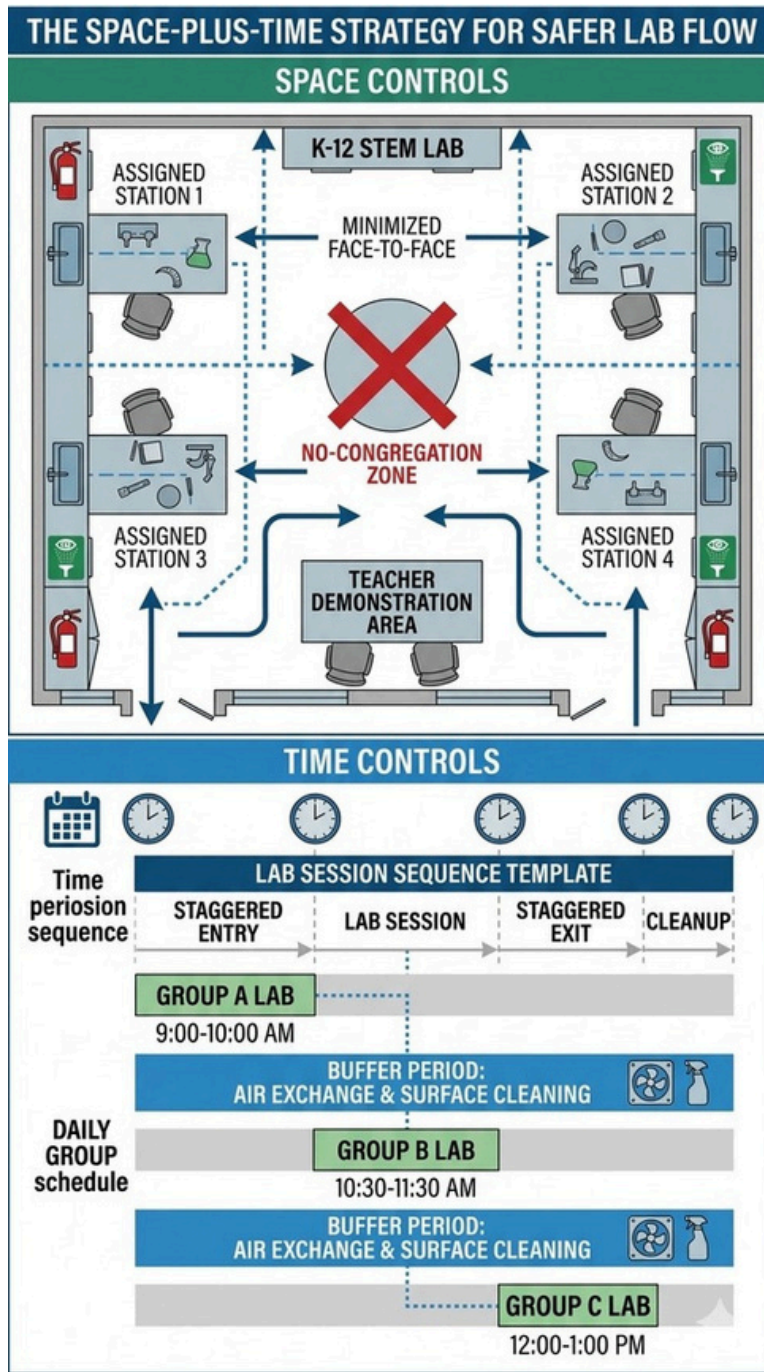 THE SPACE-PLUS-TIME STRATEGY FOR SAFER LAB FLOW
SPACE CONTROLS
K-12 STEM LAB
ASSIGNED
STATION 1
ASSIGNED
STATION 2
MINIMIZED
FACE-TO-FACE
NO-CONGREGATION
ZONE
ASSIGNED
STATION 3
ASSIGNED
STATION 4
TEACHER
DEMONSTRATION
AREA
TIME CONTROLS
Time
periosion
sequence
LAB SESSION SEQUENCE TEMPLATE
STAGGERED
ENTRY
LAB SESSION
STAGGERED
EXIT
CLEANUP
GROUP A LAB
9:00-10:00 AM
BUFFER PERIOD:
AIR EXCHANGE & SURFACE CLEANING
DAILY
GROUP
schedule
GROUP B LAB
10:30-11:30 AM
BUFFER PERIOD:
AIR EXCHANGE & SURFACE CLEANING
GROUP C LAB
12:00-1:00 PM